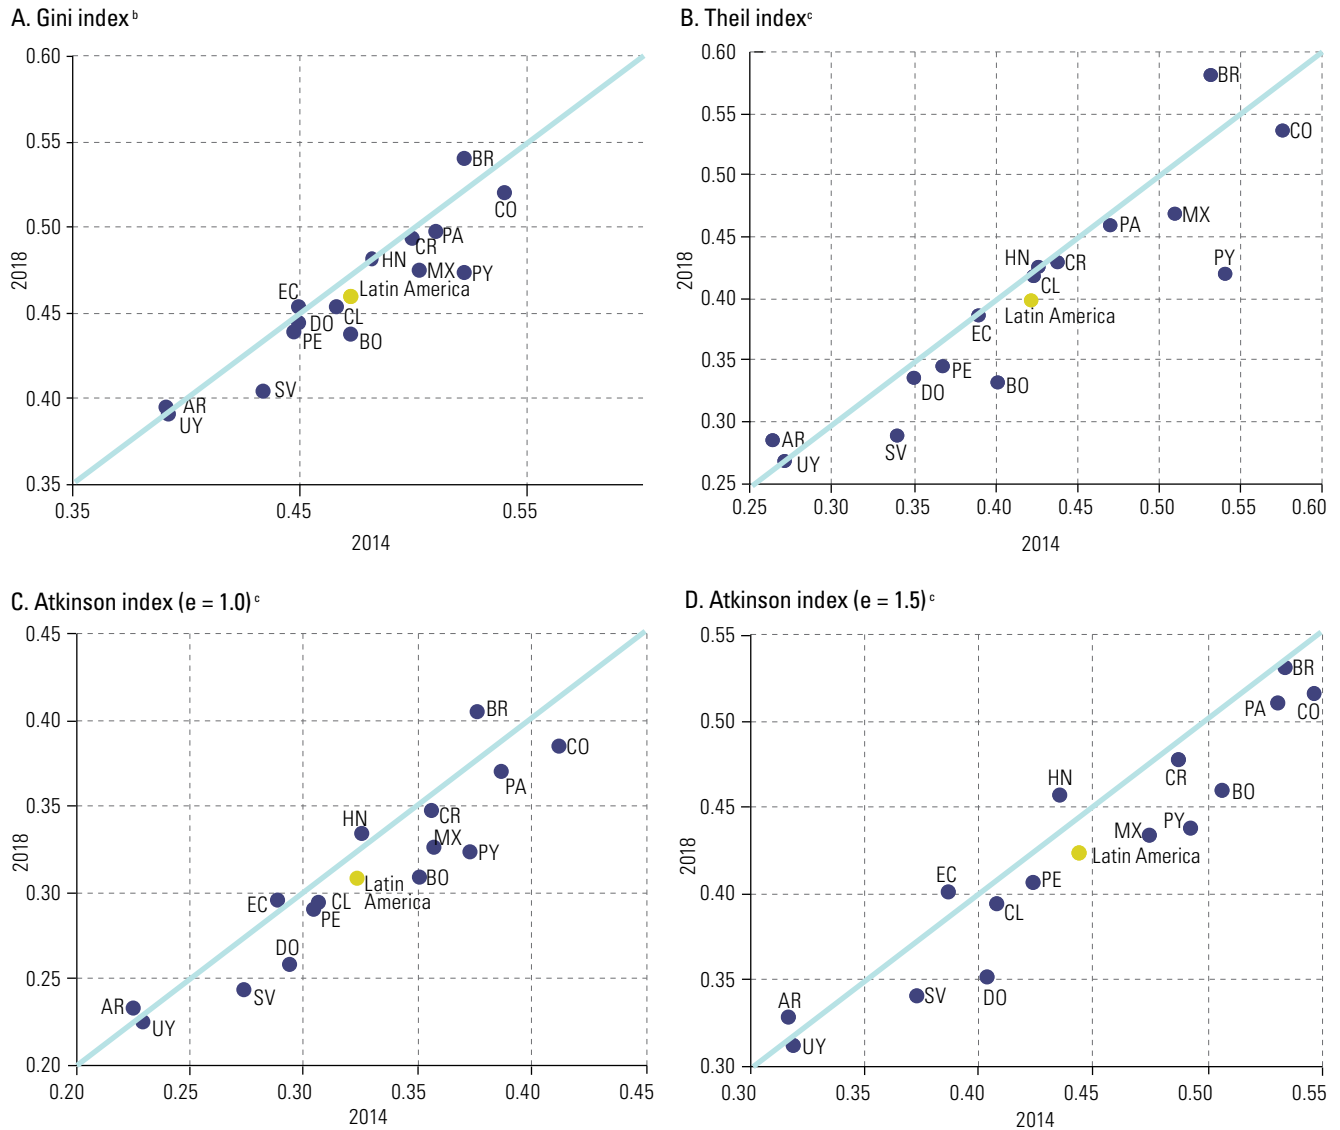 A. Gini index b
0.60
0.55
0.50
0.45
0.40
0.35
2018
BR
CO
PA
CR
HN
MX
PY
Latin America
EC
CL
DO
BO
PE
SV
AR
UY
0.35
0.45
0.55
2014
B. Theil index c
0.60
0.55
0.50
0.45
0.40
0.35
0.30
0.25
2018
BR
CO
MX
PA
PY
HN
CR
CL
Latin America
EC
PE
BO
DO
SV
AR
UY
0.25
0.30
0.35
0.40
0.45
0.50
0.55
0.60
2014
C. Atkinson index (e = 1.0) c
0.45
0.40
0.35
0.30
0.25
0.20
2018
BR
CO
PA
CR
HN
MX
PY
BO
Latin
America
EC
CL
PE
DO
SV
AR
UY
0.20
0.25
0.30
0.35
0.40
0.45
2014
D. Atkinson index (e = 1.5) c
0.55
0.50
0.45
0.40
0.35
0.30
2018
BR
PA
CO
CR
HN
BO
PY
MX
Latin America
EC
PE
CL
SV
DO
AR
UY
0.30
0.35
0.40
0.45
0.50
0.55
2014